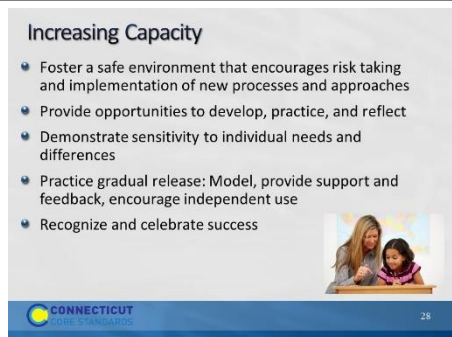 Increasing Capacity
Foster a safe environment that encourages risk taking
and implementation of new processes and approaches
Provide opportunities to develop, practice, and reflect
Demonstrate sensitivity to individual needs and
differences
Practice gradual release: Model, provide support and
feedback, encourage independent use
Recognize and celebrate success
CONNECTICUT
CORE STANDARDS
28